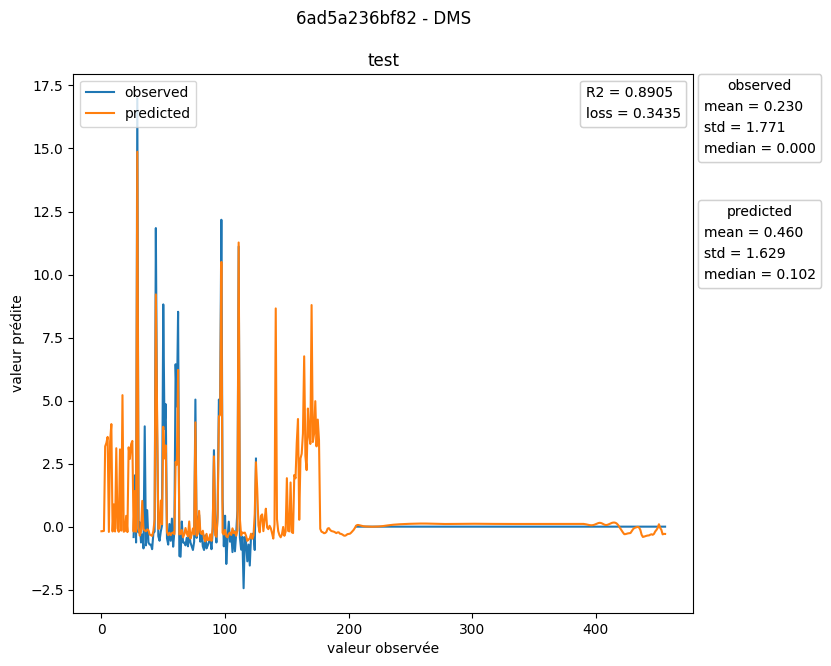 6ad5a236bf82 - DMS
test
observed
predicted
R2 = 0.8905
loss = 0.3435
observed
mean = 0.230
std = 1.771
median = 0.000
predicted
mean = 0.460
std = 1.629
median = 0.102
17.5
15.0
12.5
10.0
7.5
5.0
2.5
0.0
−2.5
valeur prédite
0 100 200 300 400
valeur observée